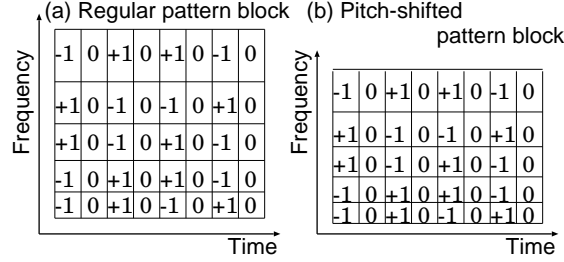 (a) Regular pattern block
-1 0 +1 0 +1 0 -1 0
+1 0 -1 0 -1 0 +1 0
+1 0 -1 0 +1 0 -1 0
-1 0 +1 0 +1 0 -1 0
-1 0 +1 0 -1 0 +1 0
Frequency
Time
(b) Pitch-shifted
pattern block
-1 0 +1 0 +1 0 -1 0
+1 0 -1 0 -1 0 +1 0
+1 0 -1 0 +1 0 -1 0
-1 0 +1 0 +1 0 -1 0
-1 0 +1 0 -1 0 +1 0
Frequency
Time